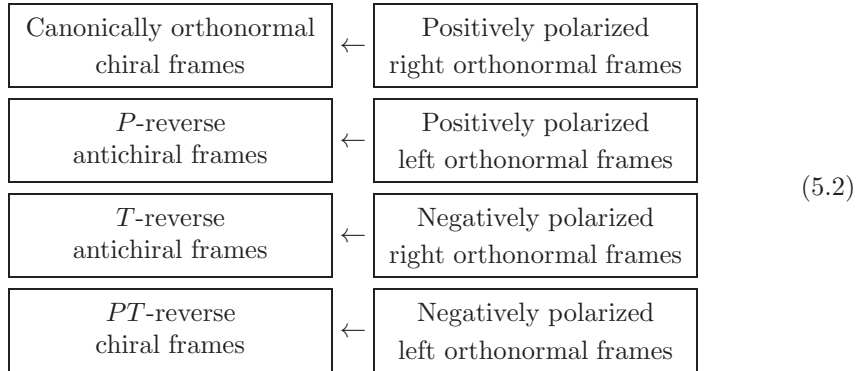 Canonically orthonormal
chiral frames
←
Positively polarized
right orthonormal frames
P-reverse
antichiral frames
←
Positively polarized
left orthonormal frames
(5.2)
T-reverse
antichiral frames
←
Negatively polarized
right orthonormal frames
PT-reverse
chiral frames
←
Negatively polarized
left orthonormal frames